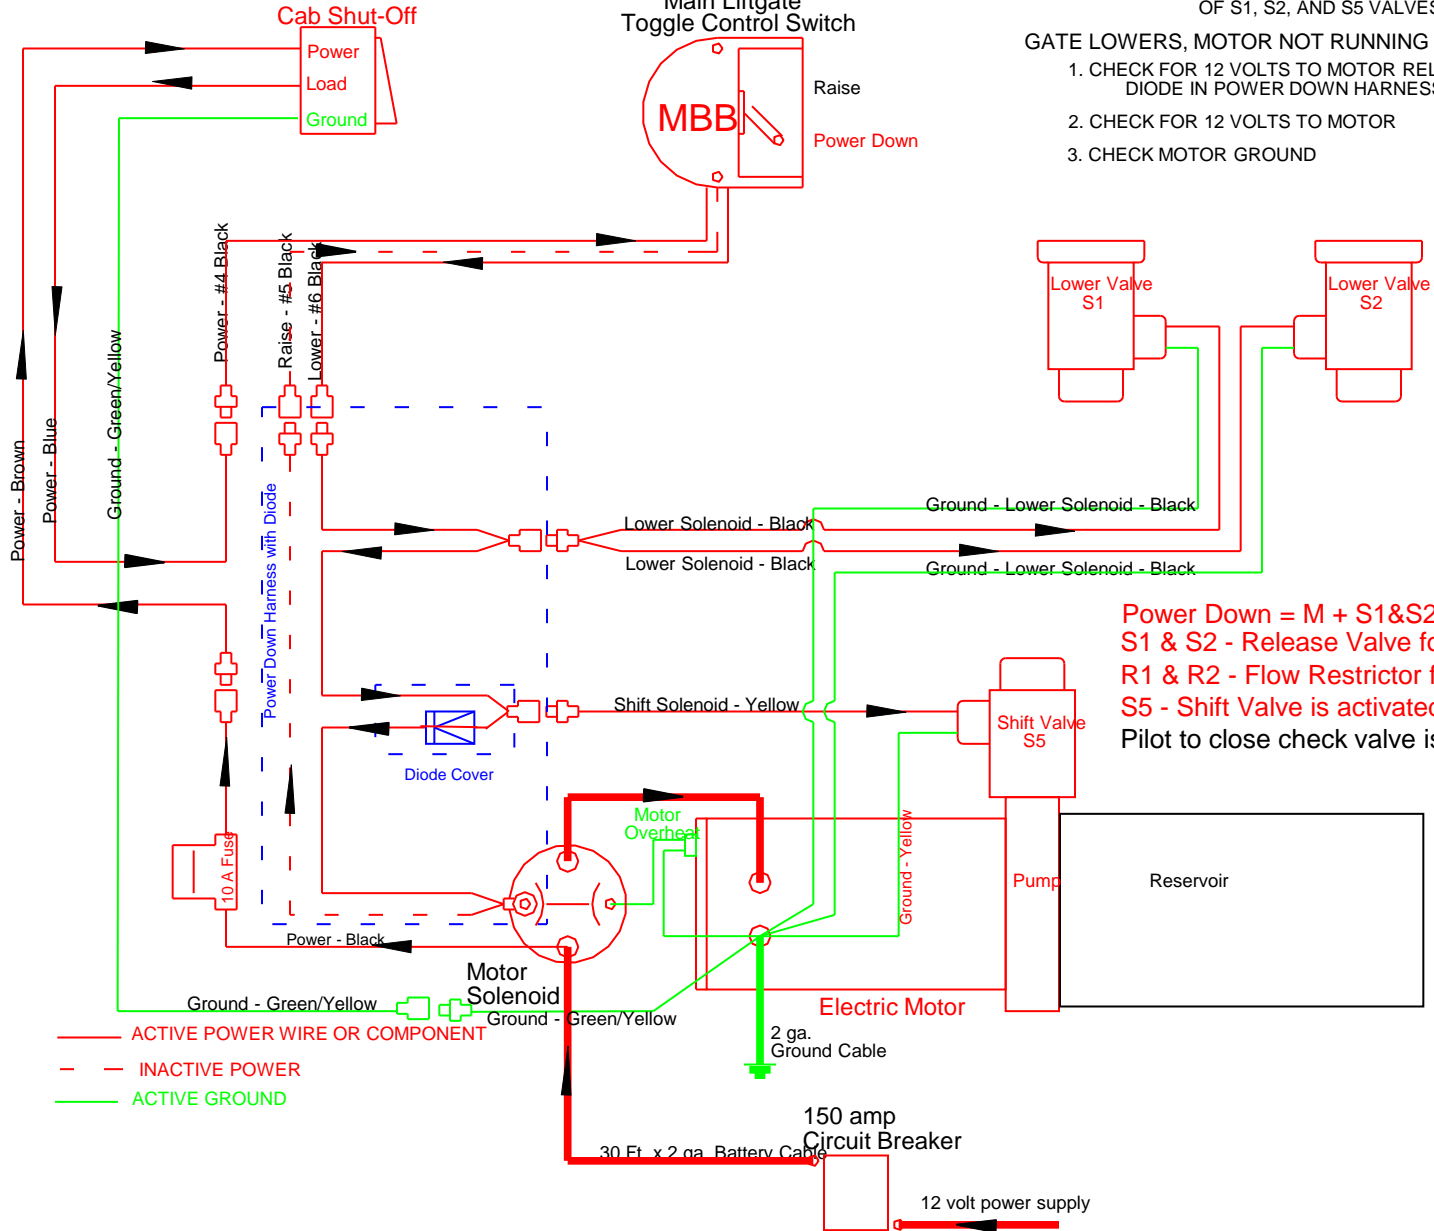 Cab Shut-Off
Power
Load
Ground
Main Liftgate
Toggle Control Switch
MBB
Raise
Power Down
OF S1, S2, AND S5 VALVES
GATE LOWERS, MOTOR NOT RUNNING
1. CHECK FOR 12 VOLTS TO MOTOR
DIODE IN POWER DOWN HARNESS
2. CHECK FOR 12 VOLTS TO MOTOR
3. CHECK MOTOR GROUND
Power - Brown
Power - Blue
Ground - Green/Yellow
Power - #4 Black
Raise - #5 Black
Lower - #6 Black
Lower Valve
S1
Lower Valve
S2
Power Down Harness with Diode
Lower Solenoid - Black
Lower Solenoid - Black
Ground - Lower Solenoid - Black
Ground - Lower Solenoid - Black
Power Down = M + S1&S2
S1 & S2 - Release Valve
R1 & R2 - Flow Restrictor
S5 - Shift Valve is activated
Pilot to close check valve is
Shift Solenoid - Yellow
Shift Valve
S5
Diode Cover
Motor
Overheat
10 A Fuse
Ground - Yellow
Pump
Reservoir
Power - Black
Motor
Solenoid
Electric Motor
Ground - Green/Yellow
Ground - Green/Yellow
2 ga.
Ground Cable
ACTIVE POWER WIRE OR COMPONENT
INACTIVE POWER
ACTIVE GROUND
150 amp
Circuit Breaker
30 Ft. x 2 ga. Battery Cable
12 volt power supply